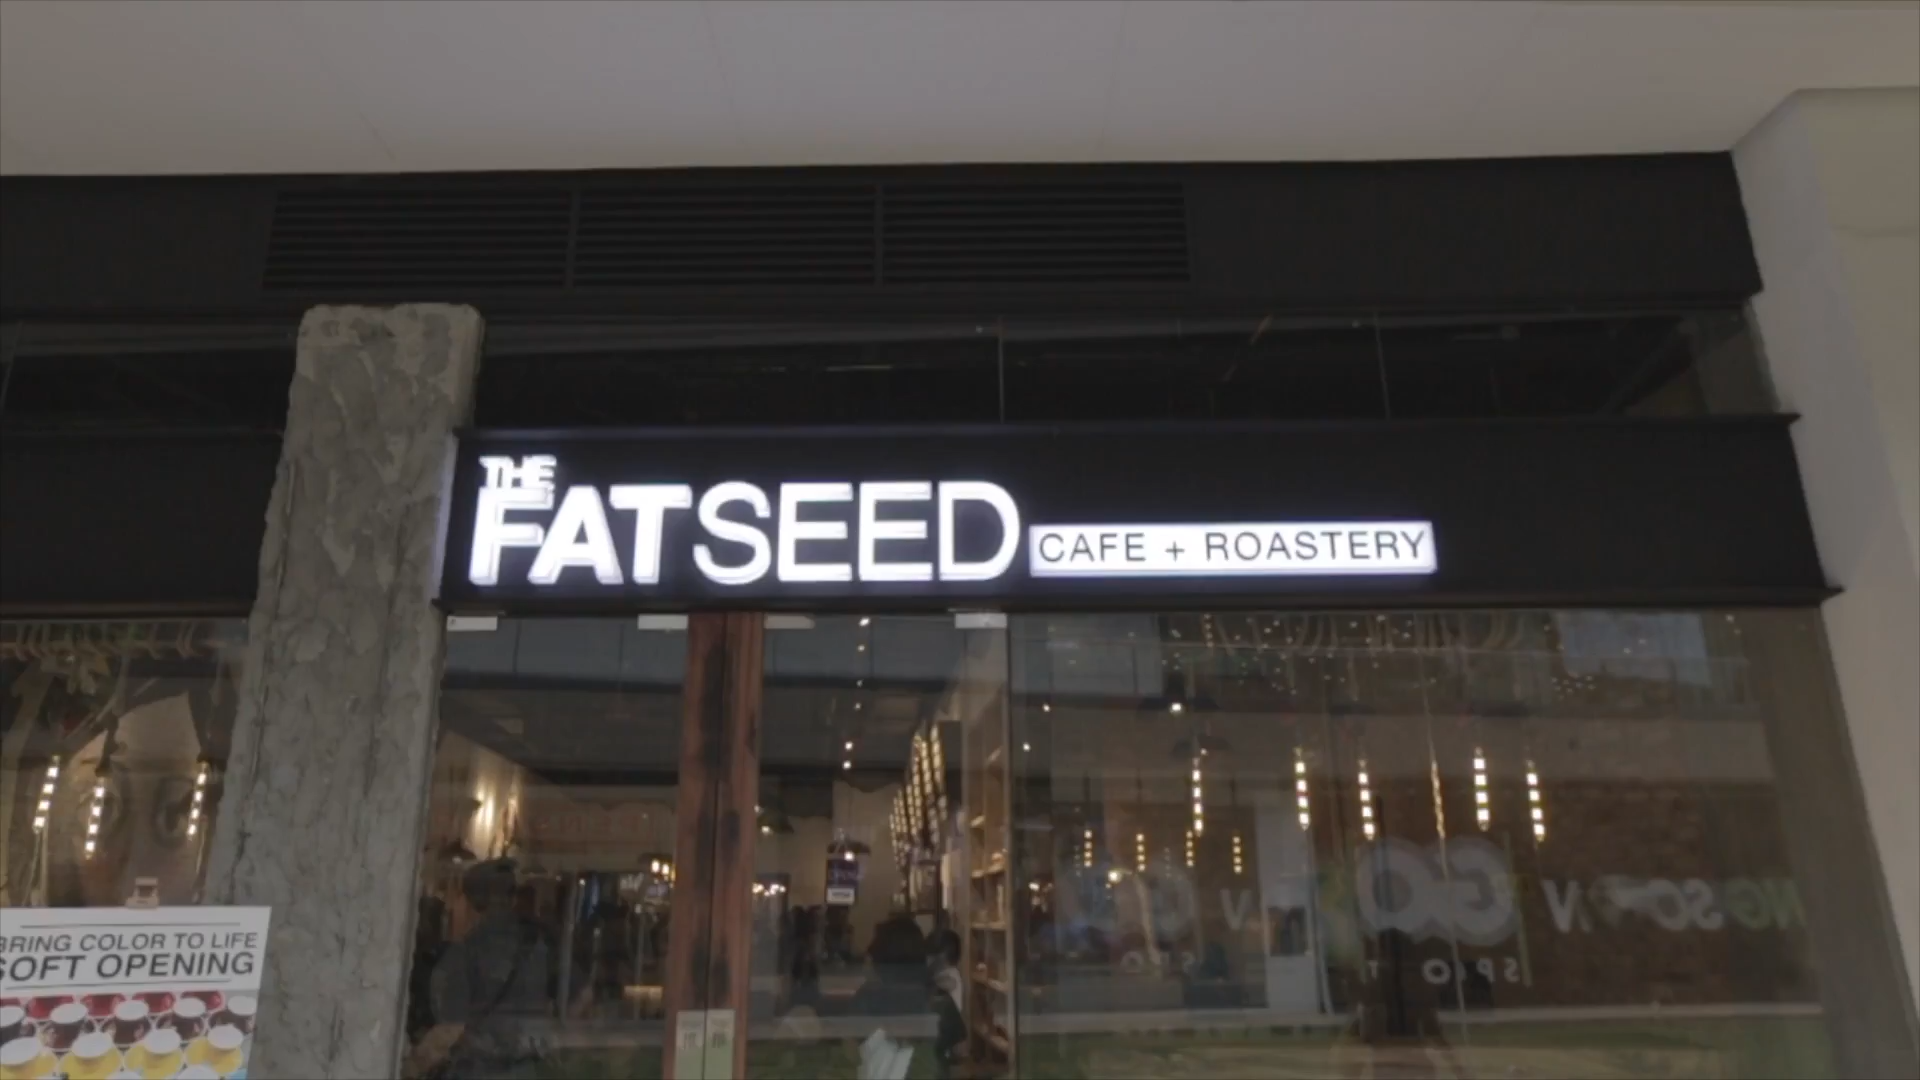 THE
FATSEED
CAFE + ROASTERY
BRING COLOR TO LIFE
SOFT OPENING